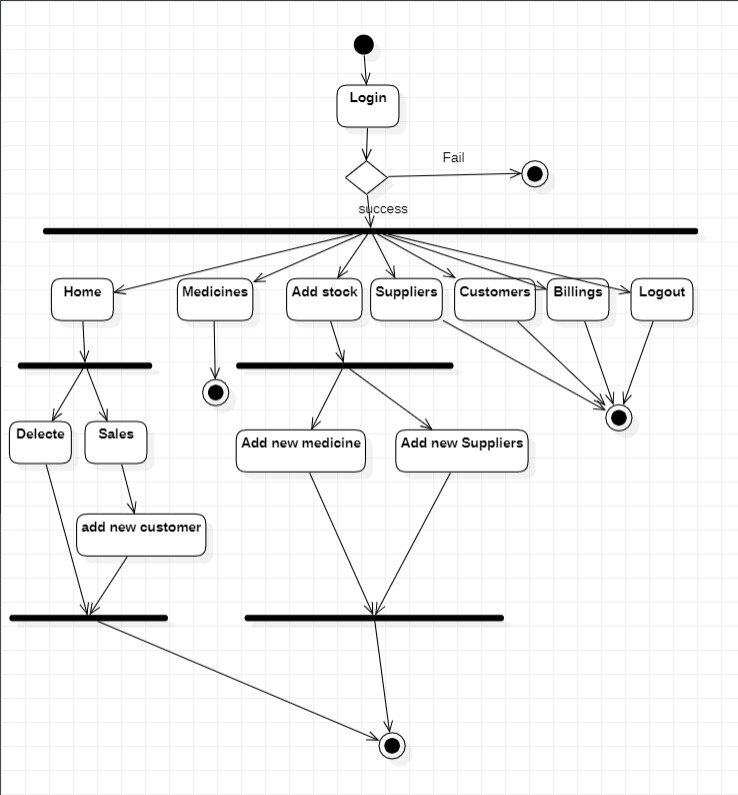 Login
Fail
success
Home
Medicines
Add stock
Suppliers
Customers
Billings
Logout
Delecte
Sales
Add new medicine
Add new Suppliers
add new customer